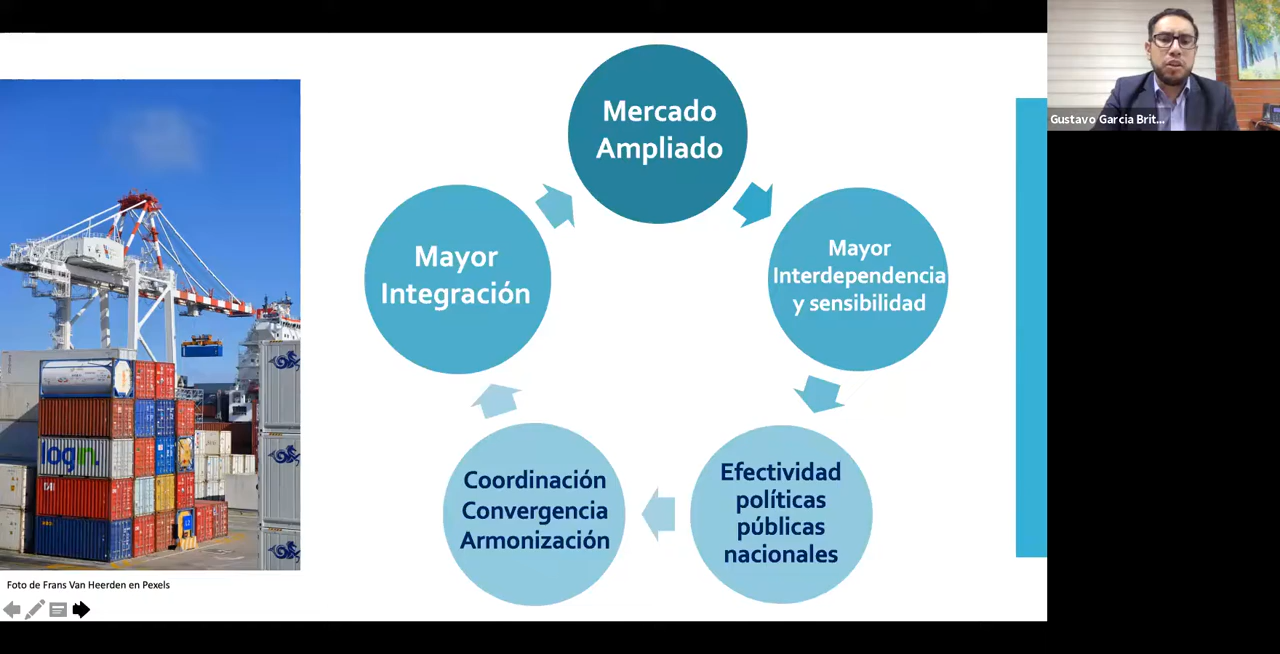 Mercado
Ampliado
Mayor
Interdependencia
y sensibilidad
Efectividad
políticas
públicas
nacionales
Coordinación
Convergencia
Armonización
Mayor
Integración
login.
Foto de Frans Van Heerden en Pexels
Gustavo Garcia Brit...